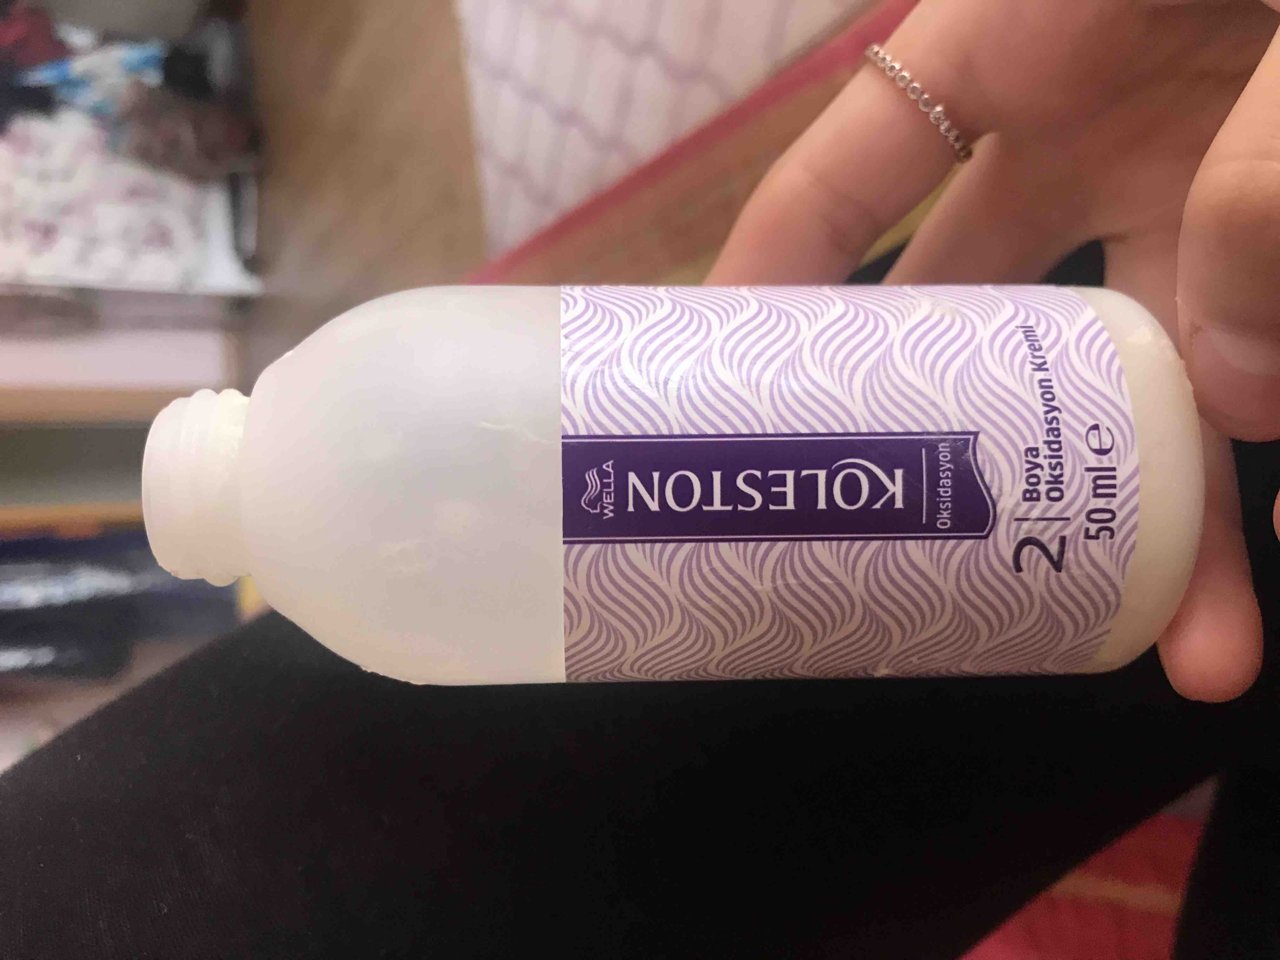 WELLA
KOLESTON
Oksidasyon
2 Boya
Oksidasyon Kremi
50 ml e